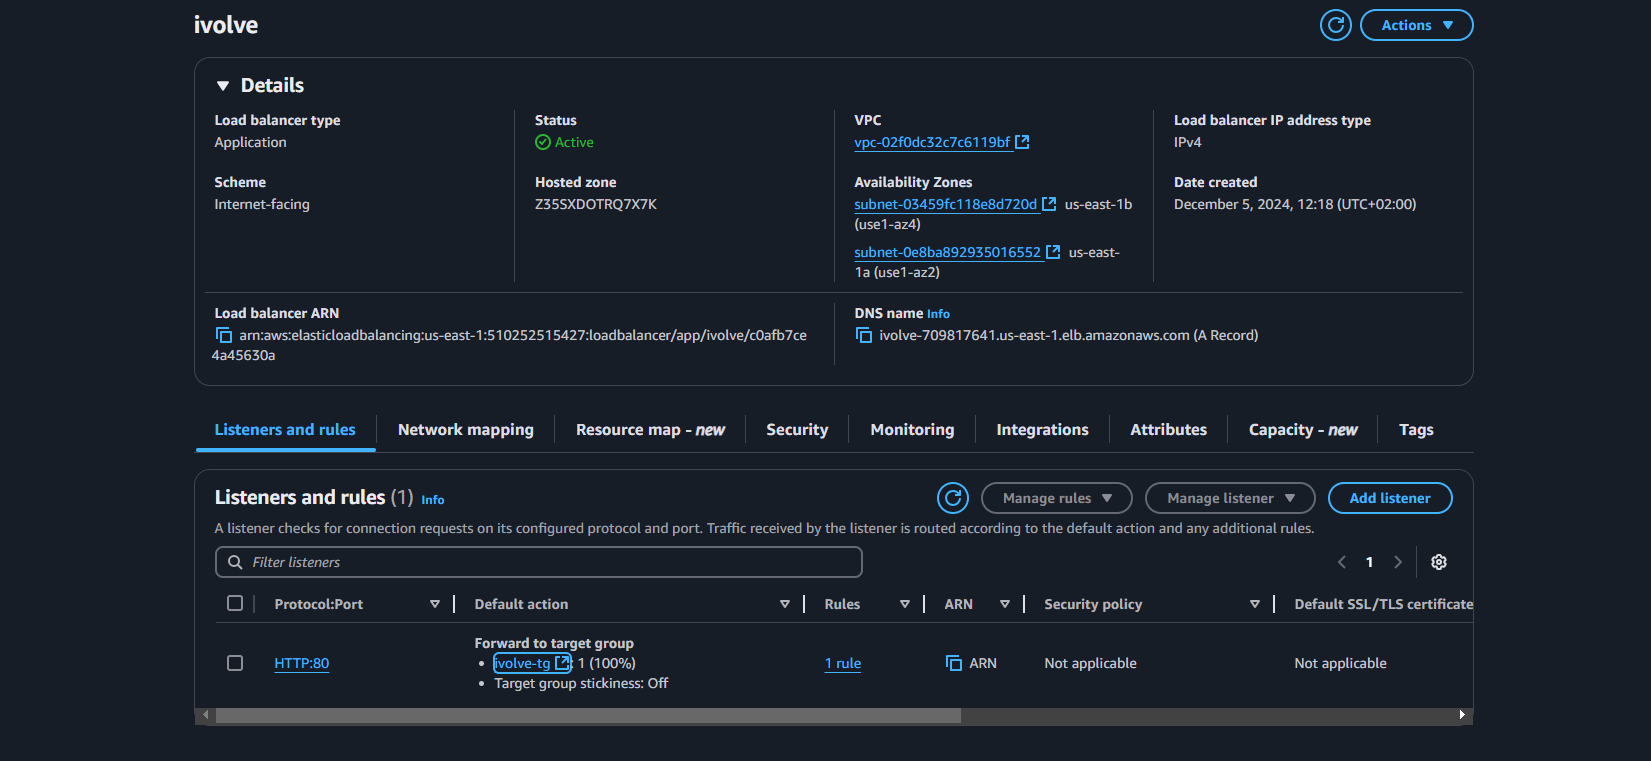 ivolve
Actions
Details
Load balancer type
Application
Status
Active
VPC
vpc-02f0dc32c7c6119bf
Load balancer IP address type
IPv4
Scheme
Internet-facing
Hosted zone
Z35SXDOTRQ7X7K
Availability Zones
subnet-03459fc118e8d720d us-east-1b
(use1-az4)
subnet-0e8ba892935016552 us-east-
1a (use1-az2)
Date created
December 5, 2024, 12:18 (UTC+02:00)
Load balancer ARN
arn:aws:elasticloadbalancing:us-east-1:510252515427:loadbalancer/app/ivolve/c0afb7ce
4a45630a
DNS name Info
ivolve-709817641.us-east-1.elb.amazonaws.com (A Record)
Listeners and rules Network mapping Resource map - new Security Monitoring Integrations Attributes Capacity - new Tags
Listeners and rules (1) Info
Manage rules Manage listener Add listener
A listener checks for connection requests on its configured protocol and port. Traffic received by the listener is routed according to the default action and any additional rules.
Filter listeners
1
Protocol:Port Default action Rules ARN Security policy Default SSL/TLS certificate
HTTP:80
Forward to target group
• ivolve-tg : 1 (100%)
• Target group stickiness: Off
1 rule
ARN
Not applicable
Not applicable